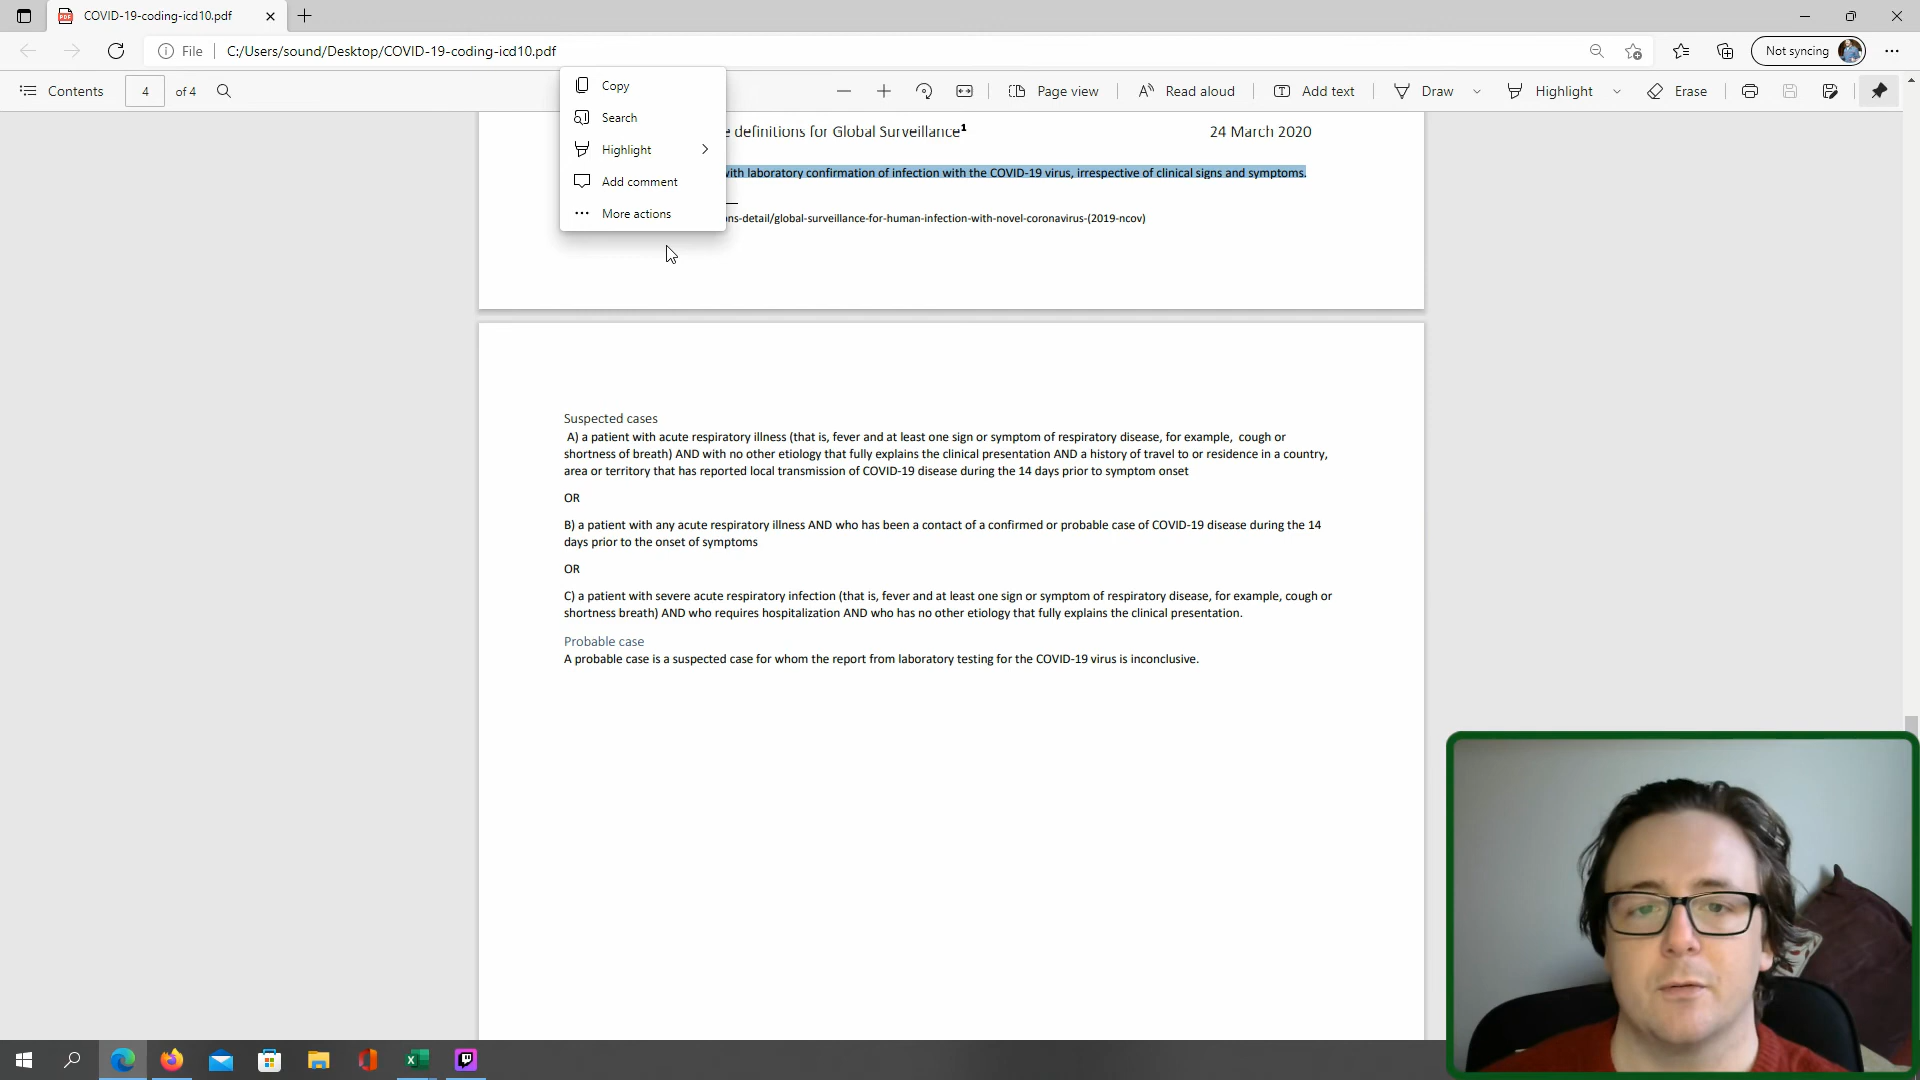 COVID-19-coding-icd10.pdf
File
C:/Users/sound/Desktop/COVID-19-coding-icd10.pdf
Not syncing
Contents
4
of 4
Page view
Read aloud
Add text
Draw
Highlight
Erase
Copy
Search
Highlight
Add comment
More actions
definitions for Global Surveillance¹
24 March 2020
with laboratory confirmation of infection with the COVID-19 virus, irrespective of clinical signs and symptoms.
ns-detail/global-surveillance-for-human-infection-with-novel-coronavirus-(2019-ncov)
Suspected cases
A) a patient with acute respiratory illness (that is, fever and at least one sign or symptom of respiratory disease, for example, cough or
shortness of breath) AND with no other etiology that fully explains the clinical presentation AND a history of travel to or residence in a country,
area or territory that has reported local transmission of COVID-19 disease during the 14 days prior to symptom onset
OR
B) a patient with any acute respiratory illness AND who has been a contact of a confirmed or probable case of COVID-19 disease during the 14
days prior to the onset of symptoms
OR
C) a patient with severe acute respiratory infection (that is, fever and at least one sign or symptom of respiratory disease, for example, cough or
shortness breath) AND who requires hospitalization AND who has no other etiology that fully explains the clinical presentation.
Probable case
A probable case is a suspected case for whom the report from laboratory testing for the COVID-19 virus is inconclusive.